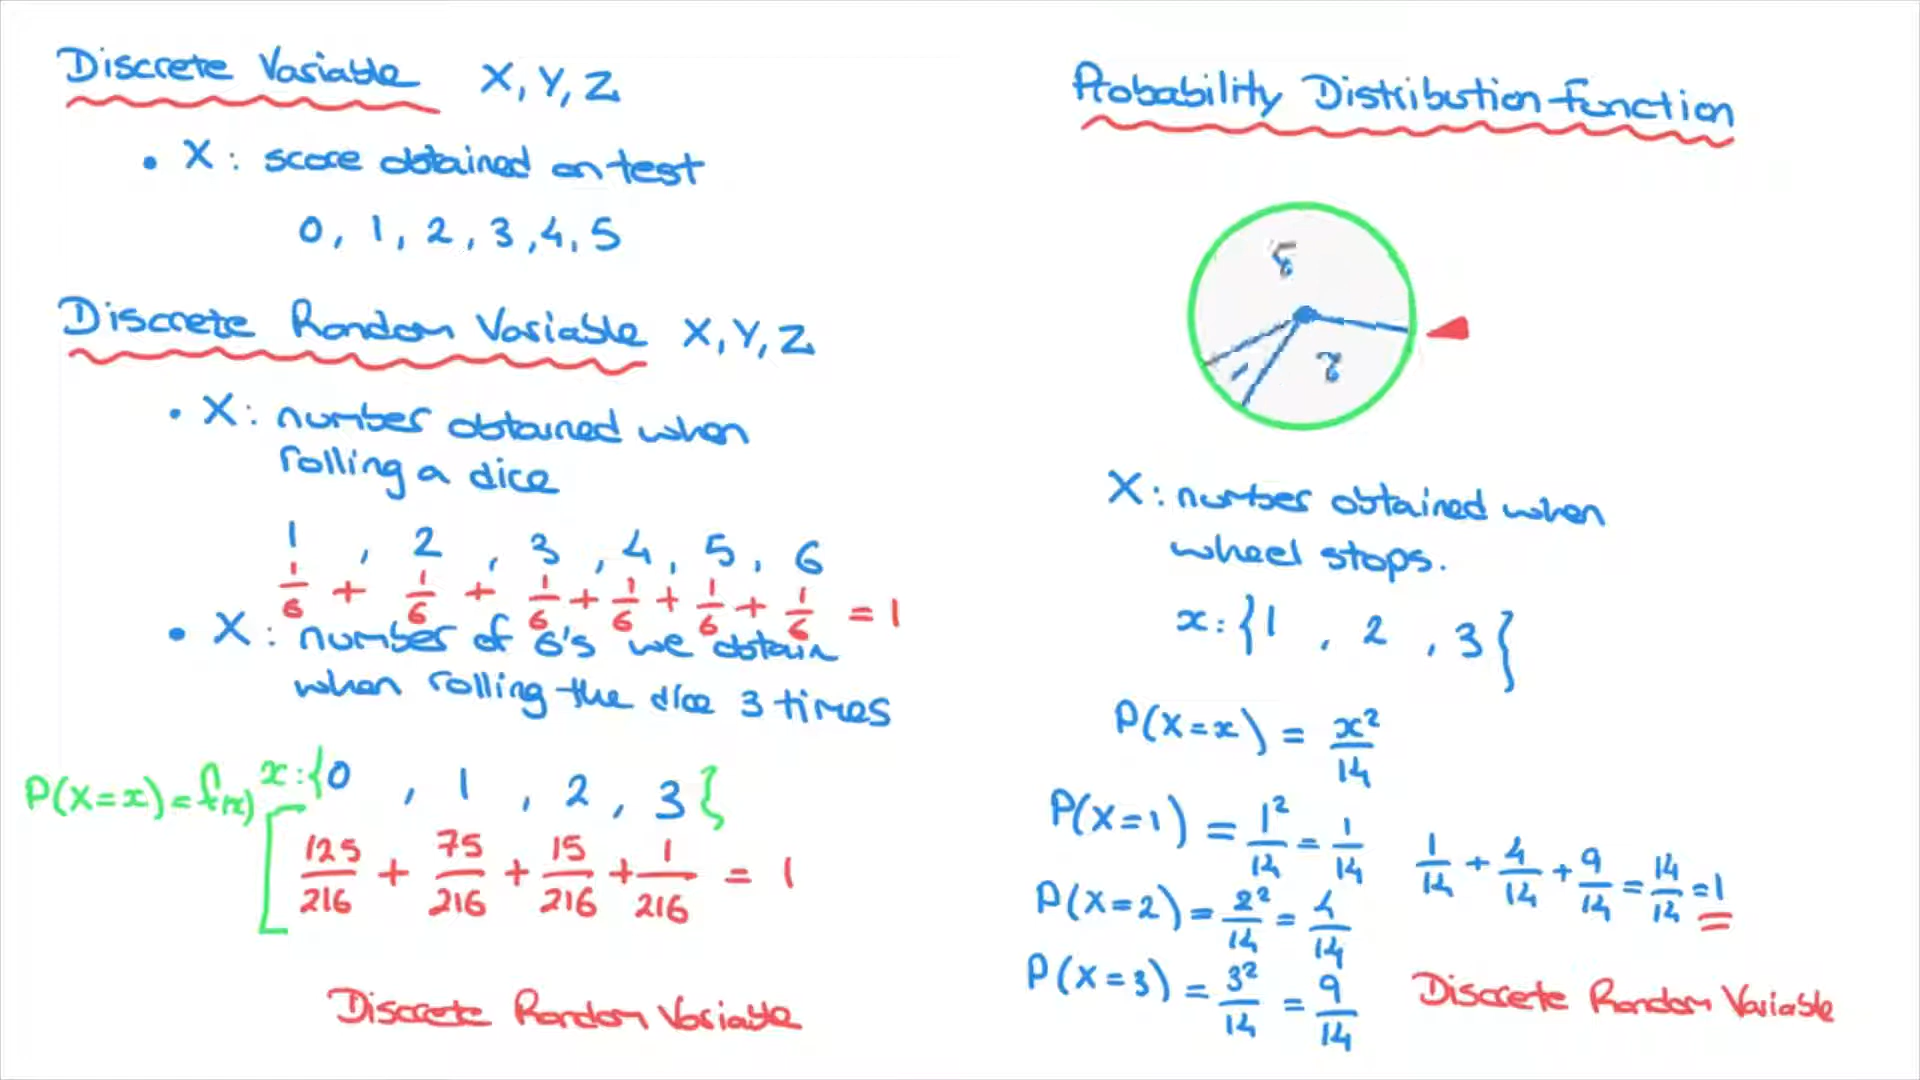 Discrete Variable X, Y, Z
• X: score obtained on test
0, 1, 2, 3, 4, 5
Discrete Random Variable X, Y, Z
• X: number obtained when
rolling a dice
1, 2, 3, 4, 5, 6
1/6 + 1/6 + 1/6 + 1/6 + 1/6 + 1/6 = 1
• X: number of 6's we obtain
when rolling the dice 3 times
P(X=x) = f(x) x: {0, 1, 2, 3}
125/216 + 75/216 + 15/216 + 1/216 = 1
Discrete Random Variable
Probability Distribution Function
X: number obtained when
wheel stops.
x: {1, 2, 3}
P(X=x) = x²/14
P(X=1) = 1²/14 = 1/14
P(X=2) = 2²/14 = 4/14
P(X=3) = 3²/14 = 9/14
1/14 + 4/14 + 9/14 = 14/14 = 1
Discrete Random Variable